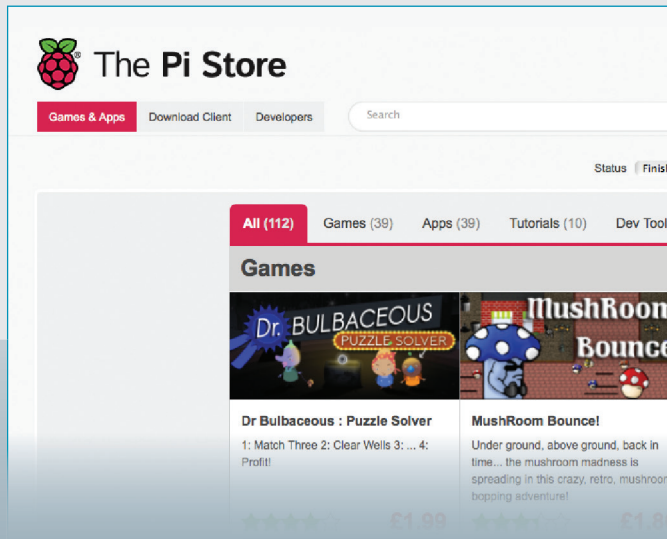 The Pi Store
Games & Apps Download Client Developers Search
Status Finish
All (112) Games (39) Apps (39) Tutorials (10) Dev Tool
Games
Dr. BULBACEOUS
PUZZLE SOLVER
MushRoom
Bounce
Dr Bulbaceous : Puzzle Solver
1: Match Three 2: Clear Wells 3: ... 4:
Profit!
MushRoom Bounce!
Under ground, above ground, back in
time... the mushroom madness is
spreading in this crazy, retro, mushroom
bopping adventure!
£1.99